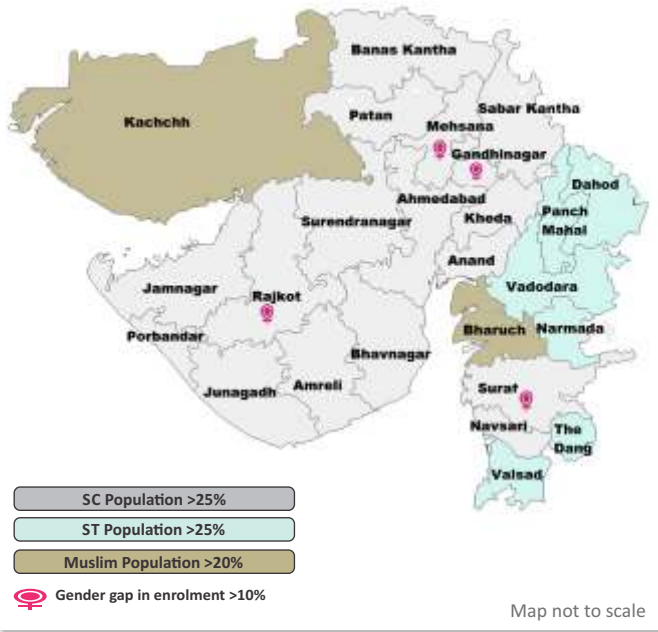 Banas Kantha
Kachchh
Patan
Sabar Kantha
Mehsana
Gandhinagar
Dahod
Ahmedabad
Panch
Mahal
Surendranagar
Kheda
Anand
Jamnagar
Rajkot
Vadodara
Porbandar
Bharuch
Narmada
Bhavnagar
Junagadh
Amreli
Surat
Navsari
The
Dang
Valsad
SC Population >25%
ST Population >25%
Muslim Population >20%
Gender gap in enrolment >10%
Map not to scale